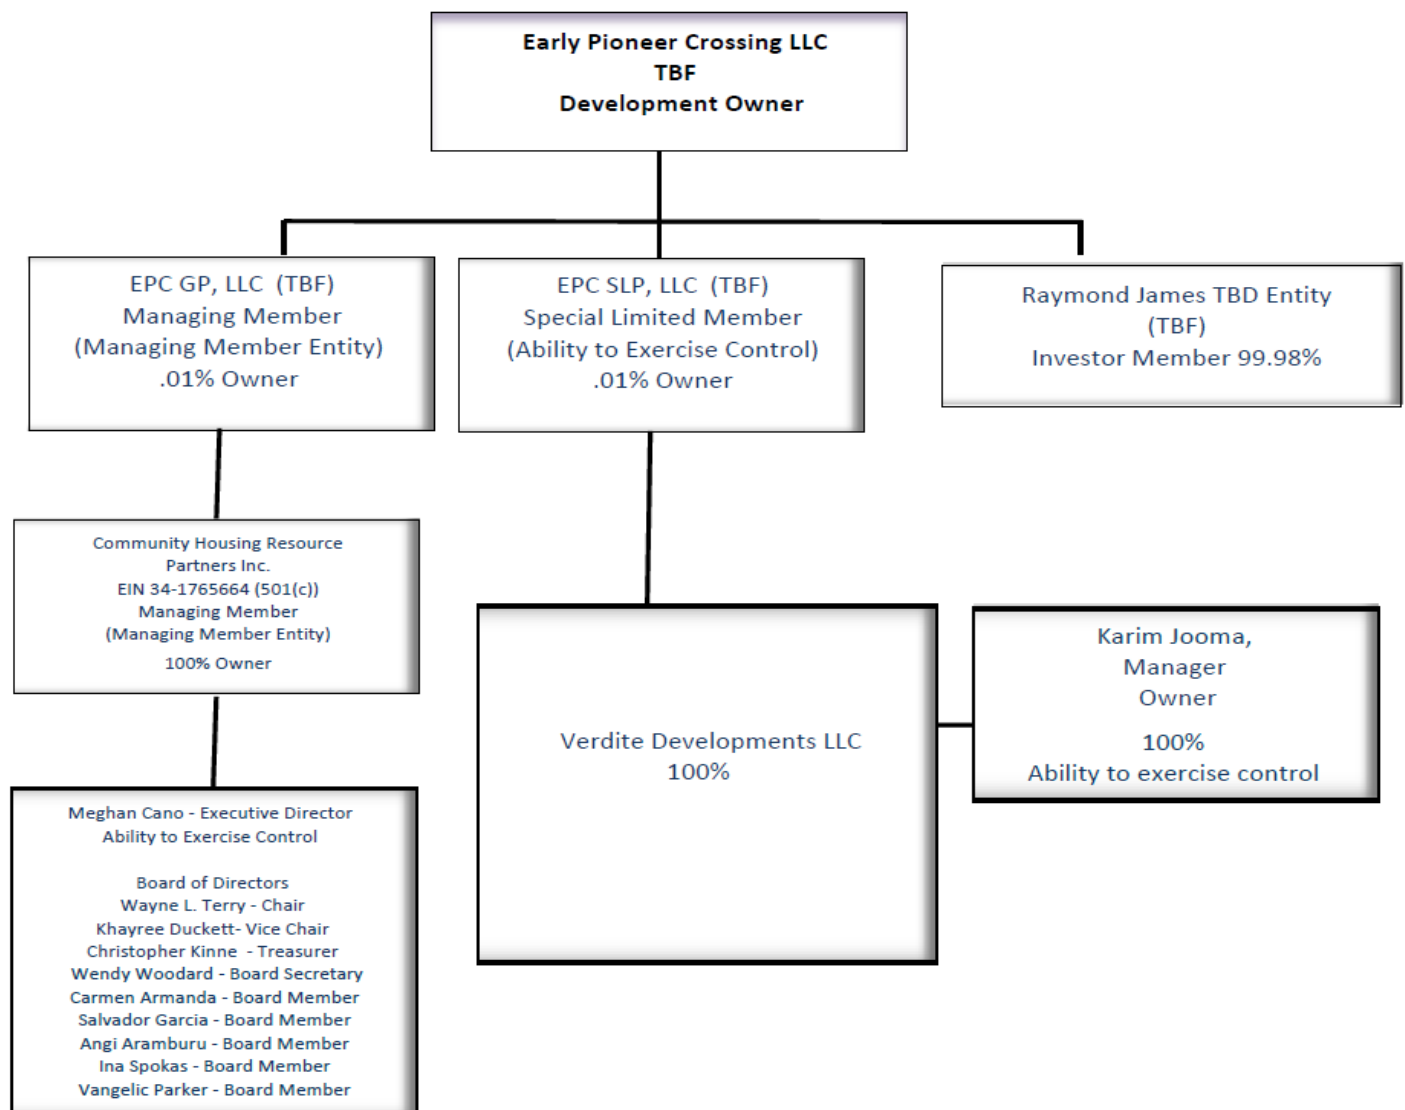 Early Pioneer Crossing LLC
TBF
Development Owner
EPC GP, LLC (TBF)
Managing Member
(Managing Member Entity)
.01% Owner
EPC SLP, LLC (TBF)
Special Limited Member
(Ability to Exercise Control)
.01% Owner
Raymond James TBD Entity
(TBF)
Investor Member 99.98%
Community Housing Resource
Partners Inc.
EIN 34-1765664 (501(c))
Managing Member
(Managing Member Entity)
100% Owner
Verdite Developments LLC
100%
Karim Jooma,
Manager
Owner
100%
Ability to exercise control
Meghan Cano - Executive Director
Ability to Exercise Control
Board of Directors
Wayne L. Terry - Chair
Khayree Duckett- Vice Chair
Christopher Kinne - Treasurer
Wendy Woodard - Board Secretary
Carmen Armanda - Board Member
Salvador Garcia - Board Member
Angi Aramburu - Board Member
Ina Spokas - Board Member
Vangelic Parker - Board Member